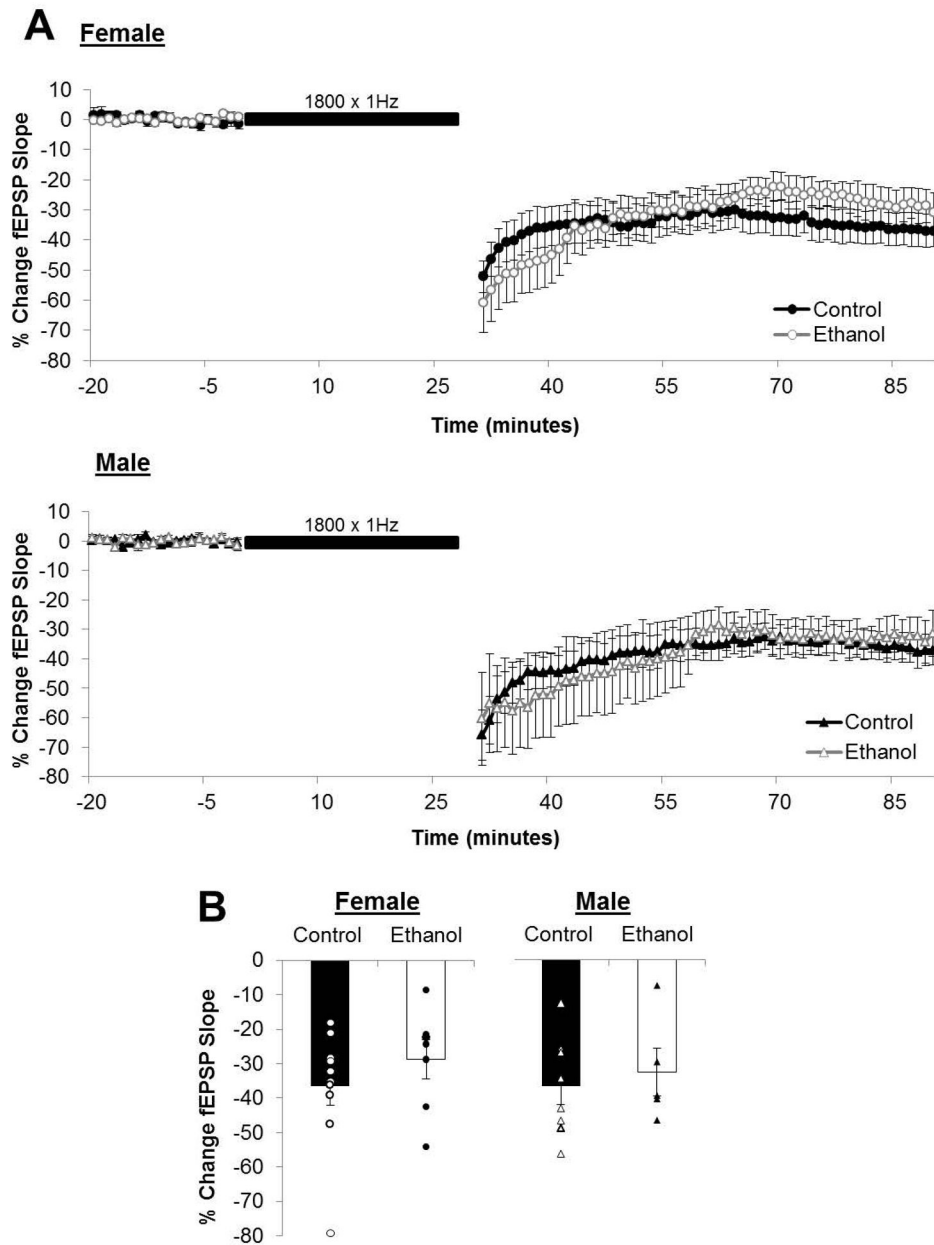 A Female
10
0
-10
-20
-30
-40
-50
-60
-70
-80
% Change fEPSP Slope
1800 x 1Hz
Control
Ethanol
-20 -5 10 25 40 55 70 85
Time (minutes)
Male
10
0
-10
-20
-30
-40
-50
-60
-70
-80
% Change fEPSP Slope
1800 x 1Hz
Control
Ethanol
-20 -5 10 25 40 55 70 85
Time (minutes)
B Female Male
Control Ethanol Control Ethanol
0
-10
-20
-30
-40
-50
-60
-70
-80
% Change fEPSP Slope